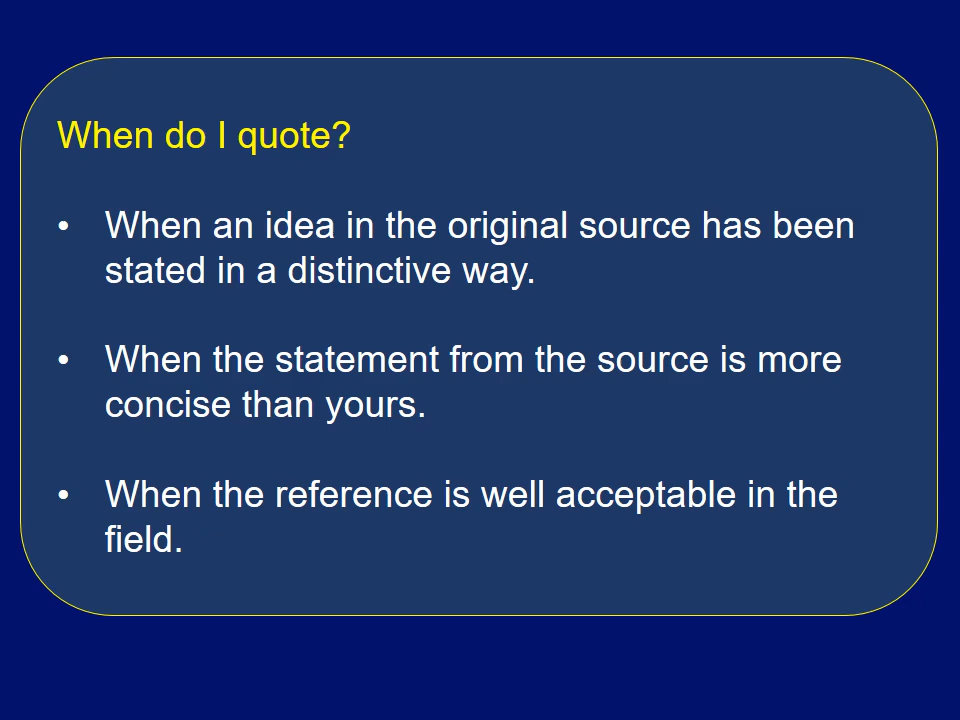 When do I quote?
• When an idea in the original source has been
stated in a distinctive way.
• When the statement from the source is more
concise than yours.
• When the reference is well acceptable in the
field.